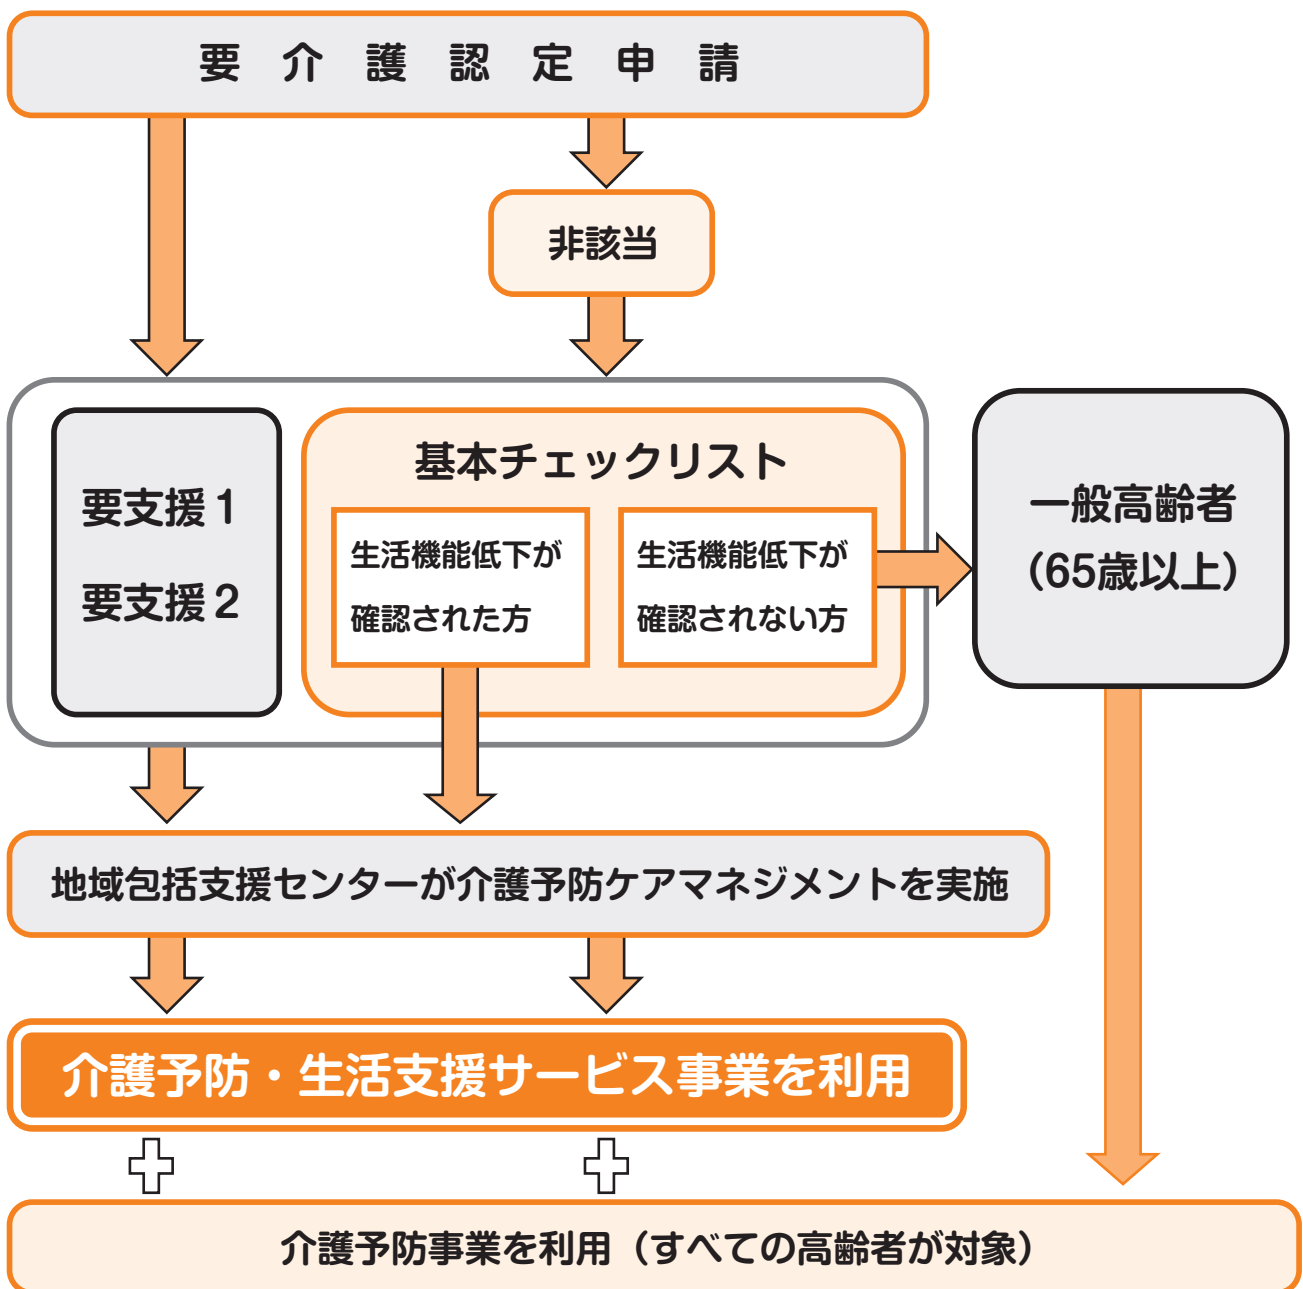 要介護認定申請
非該当
要支援1
要支援2
基本チェックリスト
生活機能低下が
確認された方
生活機能低下が
確認されない方
一般高齢者
（65歳以上）
地域包括支援センターが介護予防ケアマネジメントを実施
介護予防・生活支援サービス事業を利用
介護予防事業を利用（すべての高齢者が対象）